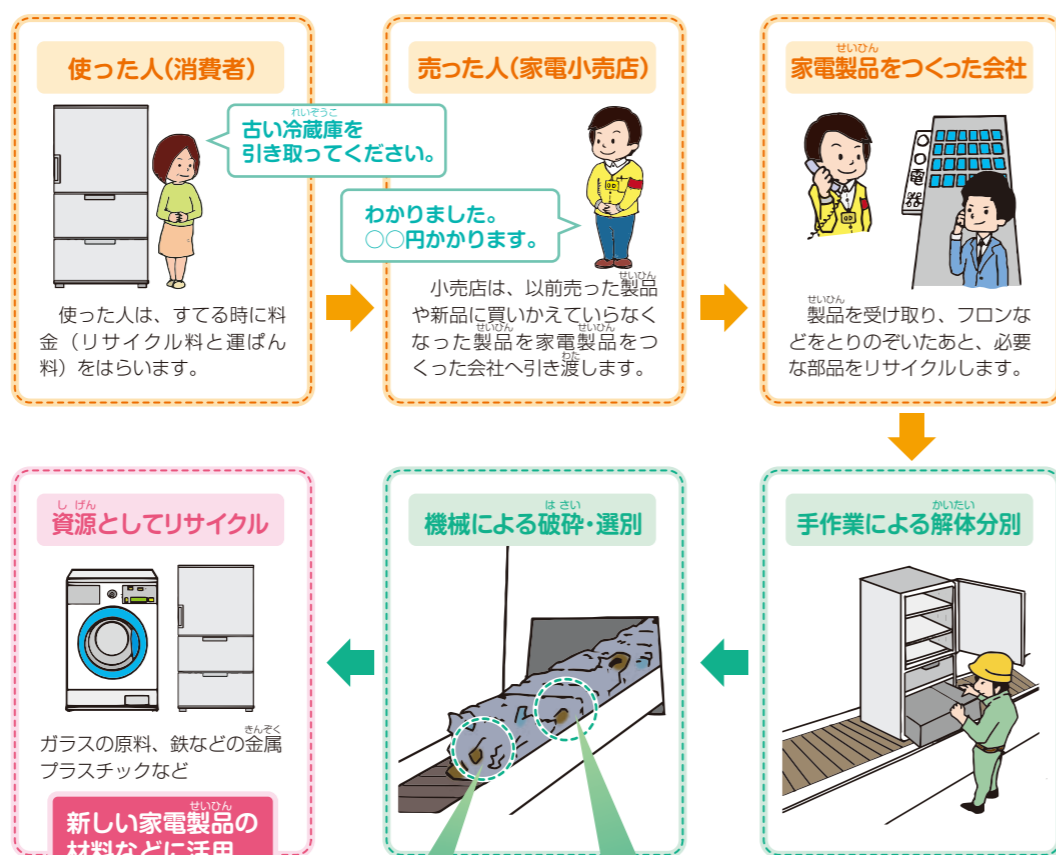 使った人(消費者)
古い冷蔵庫を
引き取ってください。
使った人は、すてる時に料
金（リサイクル料と運ぱん
料）をはらいます。
売った人(家電小売店)
わかりました。
○○円かかります。
小売店は、以前売った製品
や新品に買いかえていらなく
なった製品を家電製品をつ
くった会社へ引き渡します。
家電製品をつくった会社
○○電器
製品を受け取り、フロンな
どをとりのぞいたあと、必要
な部品をリサイクルします。
手作業による解体分別
機械による破砕・選別
資源としてリサイクル
ガラスの原料、鉄などの金属
プラスチックなど
新しい家電製品の
材料などに活用